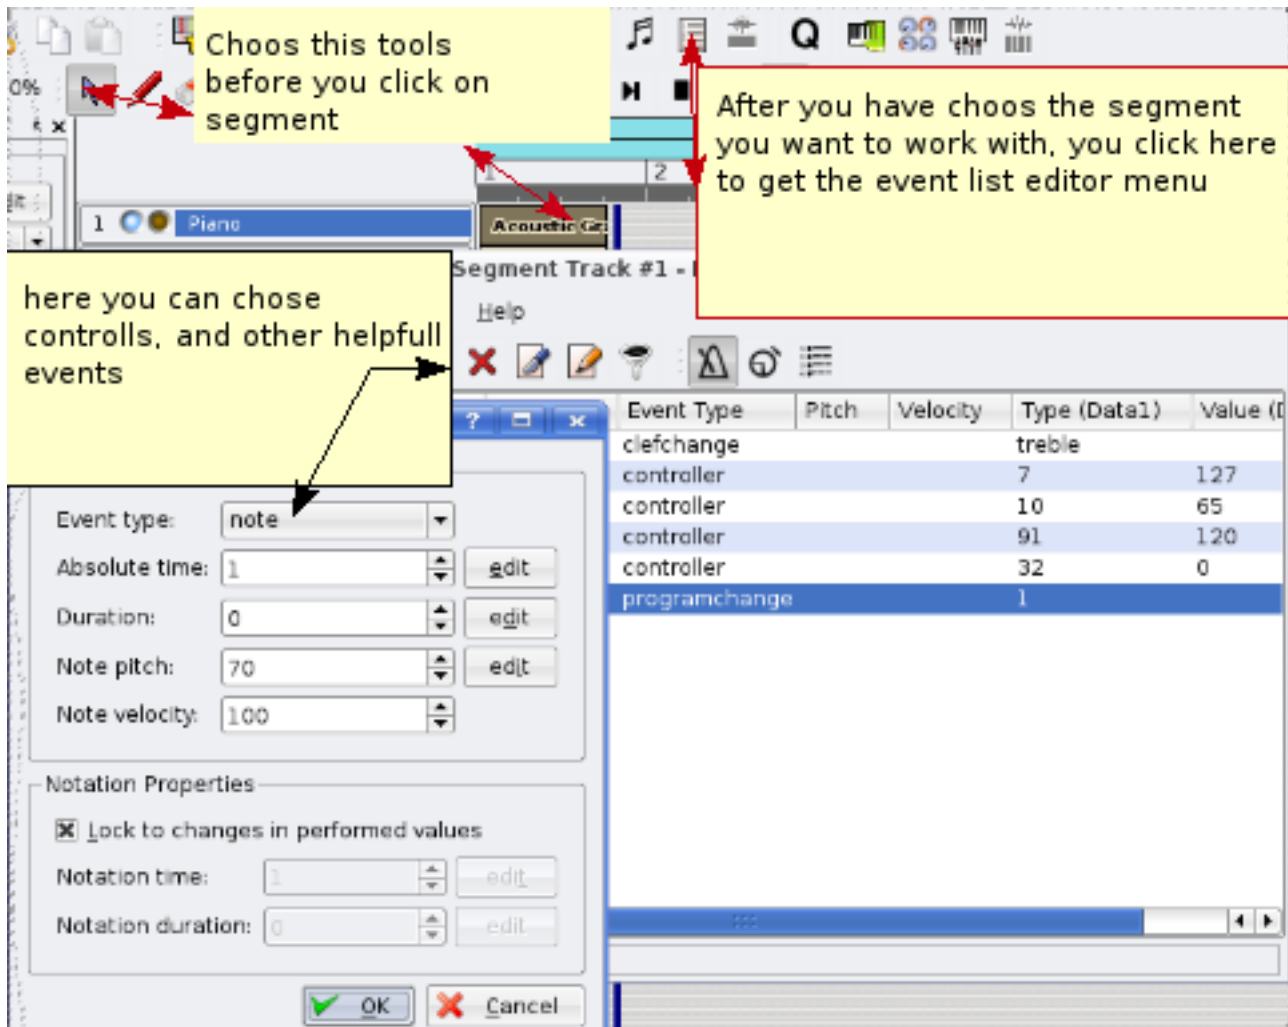 Choos this tools
before you click on
segment
Q
0%
After you have choos the segment
you want to work with, you click here
to get the event list editor menu
1
2
1 Piano
Acoustic Gr
Segment Track #1 -
Help
here you can chose
controlls, and other helpfull
events
Event Type Pitch Velocity Type (Data1) Value (
clefchange treble
controller 7 127
controller 10 65
controller 91 120
controller 32 0
programchange 1
Event type: note
Absolute time: 1 edit
Duration: 0 edit
Note pitch: 70 edit
Note velocity: 100
Notation Properties
Lock to changes in performed values
Notation time: 1 edit
Notation duration: 0 edit
OK Cancel